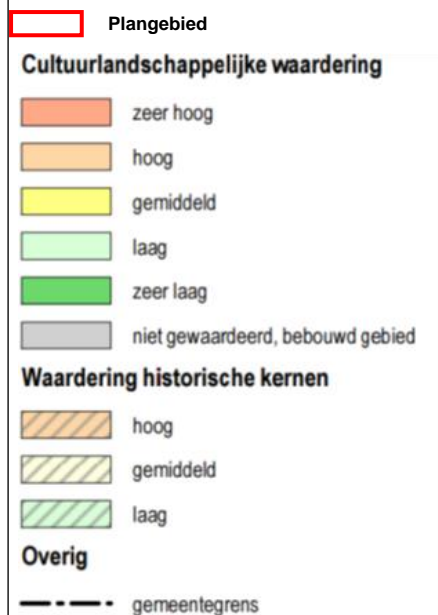 Plangebied
Cultuurlandschappelijke waardering
zeer hoog
hoog
gemiddeld
laag
zeer laag
niet gewaardeerd, bebouwd gebied
Waardering historische kernen
hoog
gemiddeld
laag
Overig
gemeentegrens